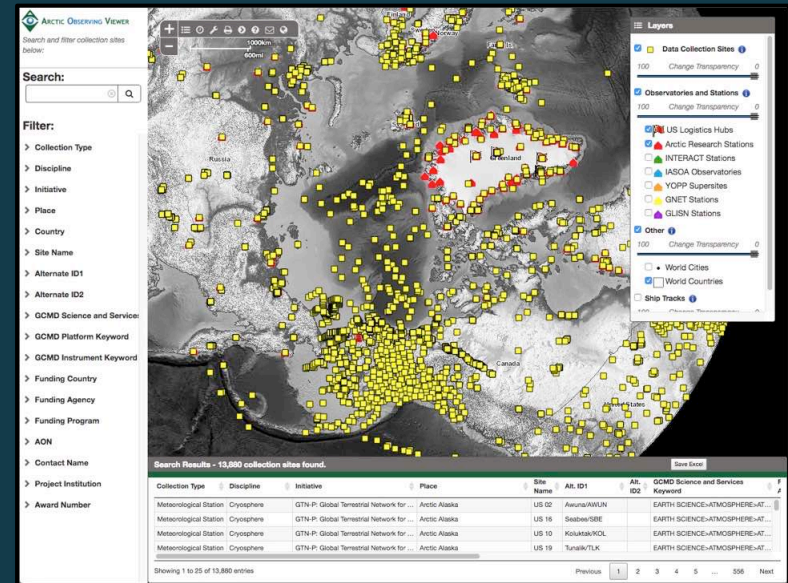 ARCTIC OBSERVING VIEWER
Search and filter collection sites
below:
Search:
Filter:
Collection Type
Discipline
Initiative
Place
Country
Site Name
Alternate ID1
Alternate ID2
GCMD Science and Services
GCMD Platform Keyword
GCMD Instrument Keyword
Funding Country
Funding Agency
Funding Program
AON
Contact Name
Project Institution
Award Number
1000km
600mi
Norway
Russia
Greenland
Canada
United States
Layers
Data Collection Sites
100 Change Transparency 0
Observatories and Stations
100 Change Transparency 0
US Logistics Hubs
Arctic Research Stations
INTERACT Stations
IASOA Observatories
YOPP Supersites
GNET Stations
GLISN Stations
Other
100 Change Transparency 0
World Cities
World Countries
Ship Tracks
100 Change Transparency 0
Search Results - 13,880 collection sites found.
Save Excel
Collection Type Discipline Initiative Place Site Name Alt. ID1 Alt. ID2 GCMD Science and Services Keyword
Meteorological Station Cryosphere GTN-P: Global Terrestrial Network for ... Arctic Alaska US 02 Awuna/AWUN EARTH SCIENCE>ATMOSPHERE>AT...
Meteorological Station Cryosphere GTN-P: Global Terrestrial Network for ... Arctic Alaska US 16 Seabee/SBE EARTH SCIENCE>ATMOSPHERE>AT...
Meteorological Station Cryosphere GTN-P: Global Terrestrial Network for ... Arctic Alaska US 10 Koluktak/KOL EARTH SCIENCE>ATMOSPHERE>AT...
Meteorological Station Cryosphere GTN-P: Global Terrestrial Network for ... Arctic Alaska US 19 Tunalik/TLK EARTH SCIENCE>ATMOSPHERE>AT...
Showing 1 to 25 of 13,880 entries
Previous 1 2 3 4 5 ... 556 Next